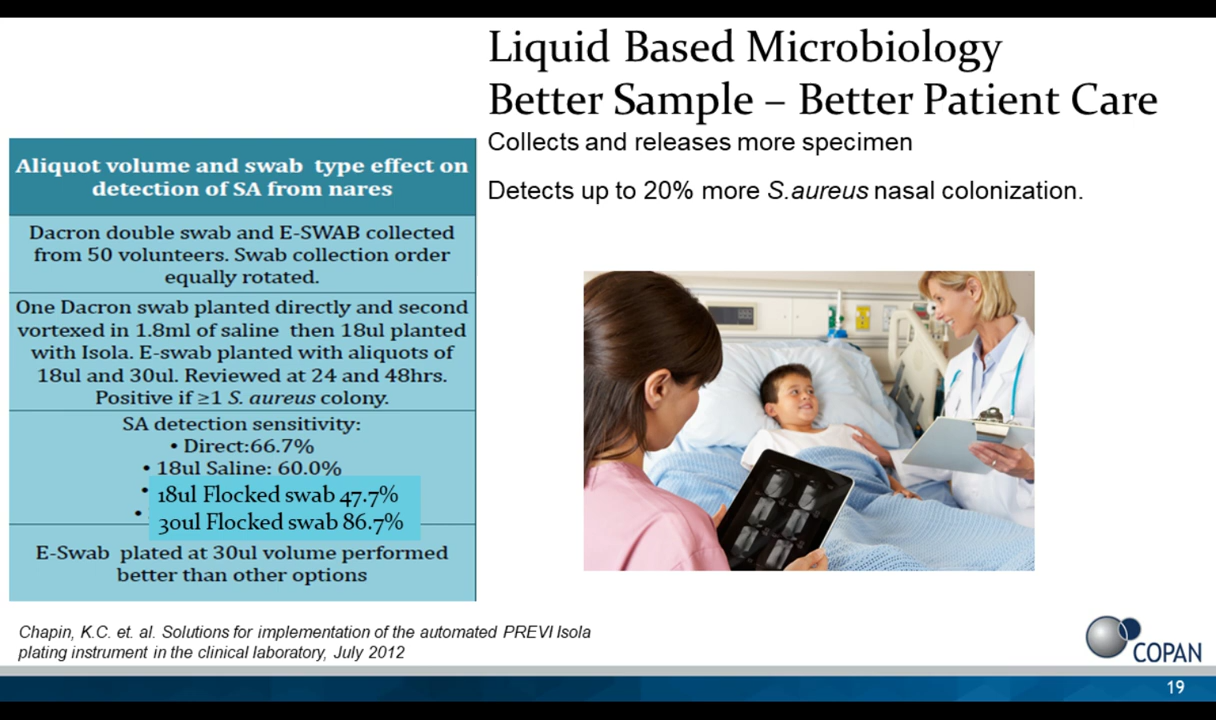 Liquid Based Microbiology
Better Sample – Better Patient Care
Collects and releases more specimen
Detects up to 20% more S.aureus nasal colonization.
Aliquot volume and swab type effect on
detection of SA from nares
Dacron double swab and E-SWAB collected
from 50 volunteers. Swab collection order
equally rotated.
One Dacron swab planted directly and second
vortexed in 1.8ml of saline then 18ul planted
with Isola. E-swab planted with aliquots of
18ul and 30ul. Reviewed at 24 and 48hrs.
Positive if ≥1 S. aureus colony.
SA detection sensitivity:
• Direct:66.7%
• 18ul Saline: 60.0%
• 18ul Flocked swab 47.7%
• 30ul Flocked swab 86.7%
E-Swab plated at 30ul volume performed
better than other options
Chapin, K.C. et. al. Solutions for implementation of the automated PREVI Isola
plating instrument in the clinical laboratory, July 2012
COPAN
19